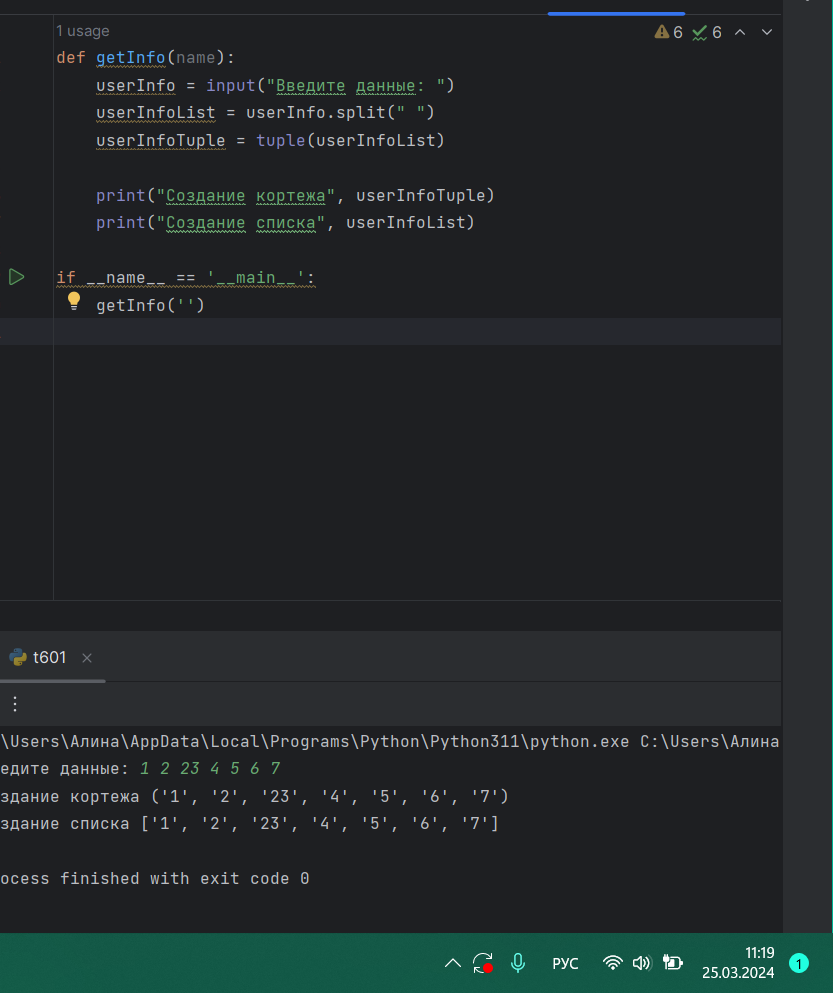 1 usage
6 6
def getInfo(name):
userInfo = input("Введите данные: ")
userInfoList = userInfo.split(" ")
userInfoTuple = tuple(userInfoList)
print("Создание кортежа", userInfoTuple)
print("Создание списка", userInfoList)
if __name__ == '__main__':
getInfo('')
t601
\Users\Алина\AppData\Local\Programs\Python\Python311\python.exe C:\Users\Алина
едите данные: 1 2 23 4 5 6 7
здание кортежа ('1', '2', '23', '4', '5', '6', '7')
здание списка ['1', '2', '23', '4', '5', '6', '7']
ocess finished with exit code 0
РУС
11:19
25.03.2024
1